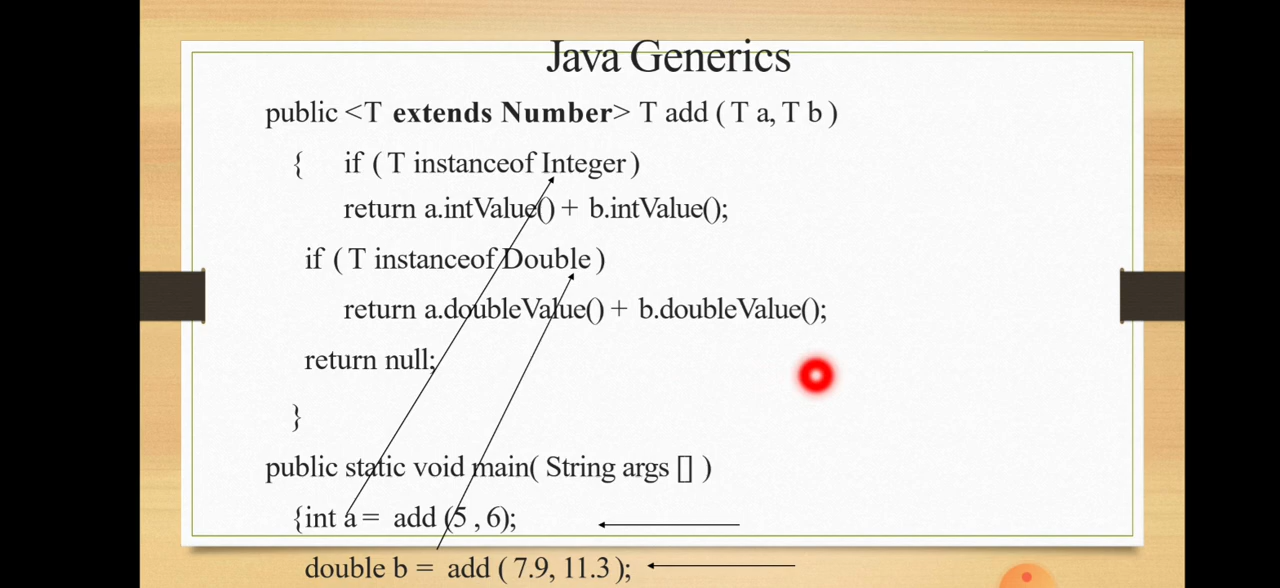 Java Generics
public <T extends Number> T add ( T a, T b )
{ if ( T instanceof Integer )
return a.intValue() + b.intValue();
if ( T instanceof Double )
return a.doubleValue() + b.doubleValue();
return null;
}
public static void main( String args [] )
{int a = add (5 , 6);
double b = add ( 7.9, 11.3 );